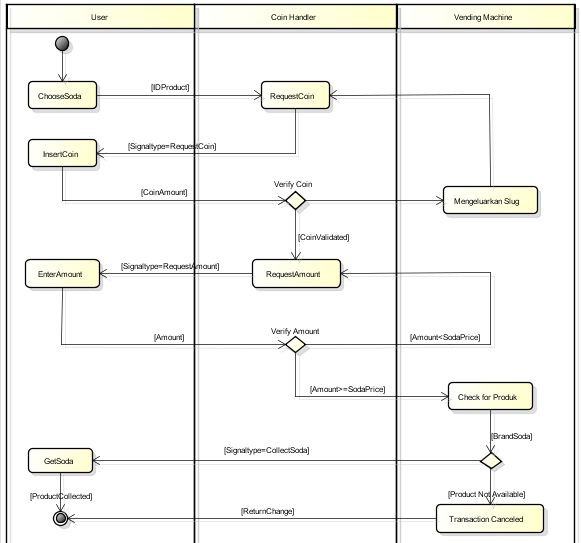 User
Coin Handler
Vending Machine
ChooseSoda
[IDProduct]
RequestCoin
InsertCoin
[Signaltype=RequestCoin]
Verify Coin
[CoinAmount]
Mengeluarkan Slug
[CoinValidated]
EnterAmount
[Signaltype=RequestAmount]
RequestAmount
Verify Amount
[Amount]
[Amount<SodaPrice]
[Amount>=SodaPrice]
Check for Produk
[BrandSoda]
GetSoda
[Signaltype=CollectSoda]
[ProductCollected]
[Product Not Available]
[ReturnChange]
Transaction Canceled